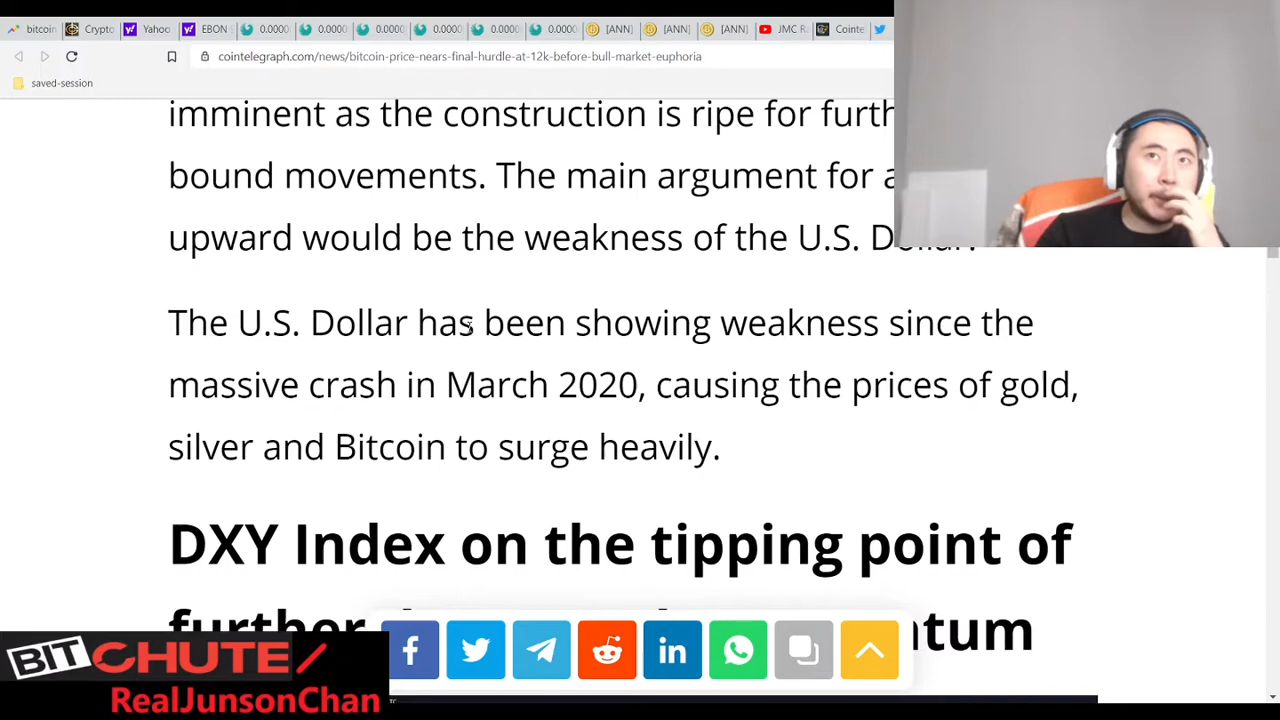 bitcoin
Crypto
Yahoo
EBON
0.0000
0.0000
0.0000
0.0000
0.0000
0.0000
[ANN]
[ANN]
[ANN]
JMC R
Cointe
cointelegraph.com/news/bitcoin-price-nears-final-hurdle-at-12k-before-bull-market-euphoria
saved-session
imminent as the construction is ripe for furth
bound movements. The main argument for a
upward would be the weakness of the U.S. Dollar.
The U.S. Dollar has been showing weakness since the
massive crash in March 2020, causing the prices of gold,
silver and Bitcoin to surge heavily.
DXY Index on the tipping point of
further
tum
BITCHUTE/
RealJunsonChan